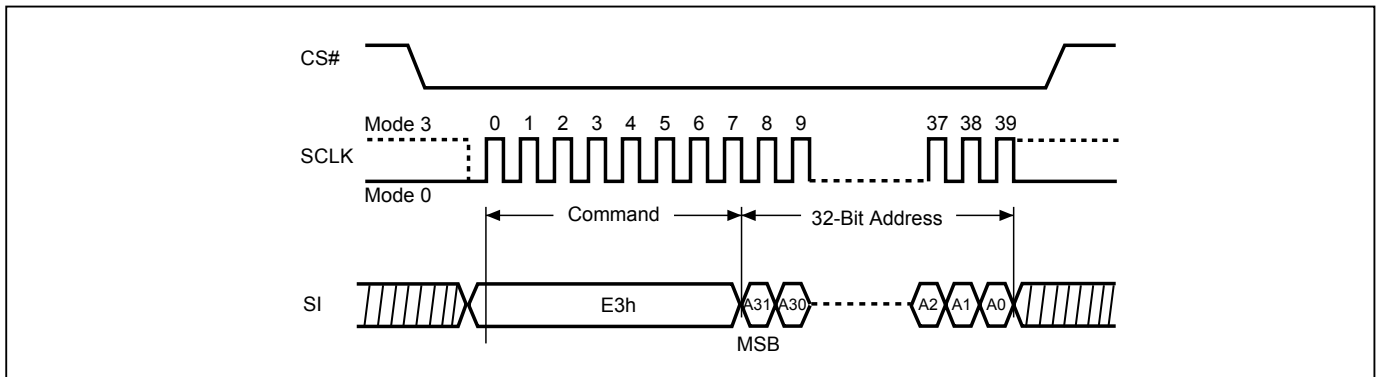 CS#
Mode 3
0 1 2 3 4 5 6 7 8 9 37 38 39
SCLK
Mode 0
Command 32-Bit Address
SI
E3h A31 A30 A2 A1 A0
MSB